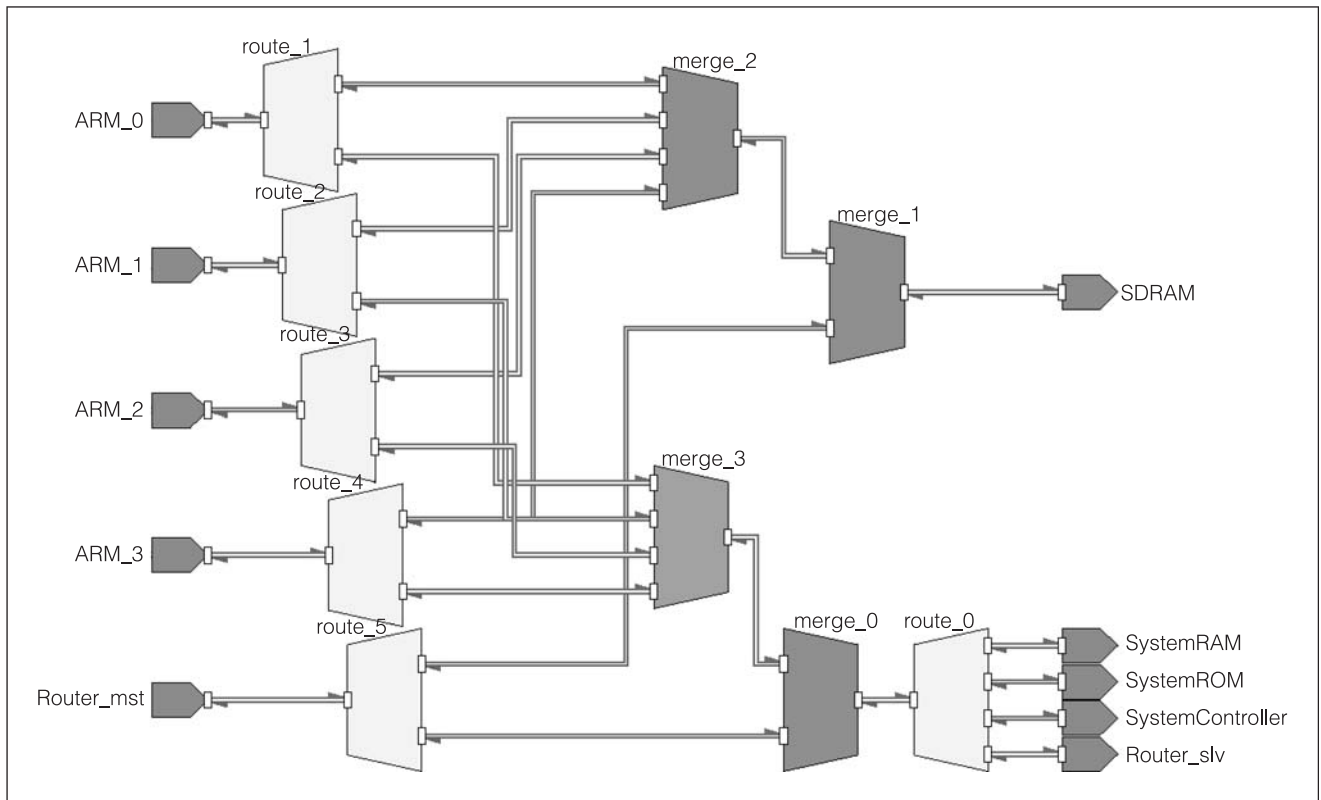 route_1
merge_2
ARM_0
route_2
merge_1
ARM_1
SDRAM
route_3
ARM_2
merge_3
route_4
ARM_3
route_5
merge_0
route_0
SystemRAM
SystemROM
Router_mst
SystemController
Router_slv